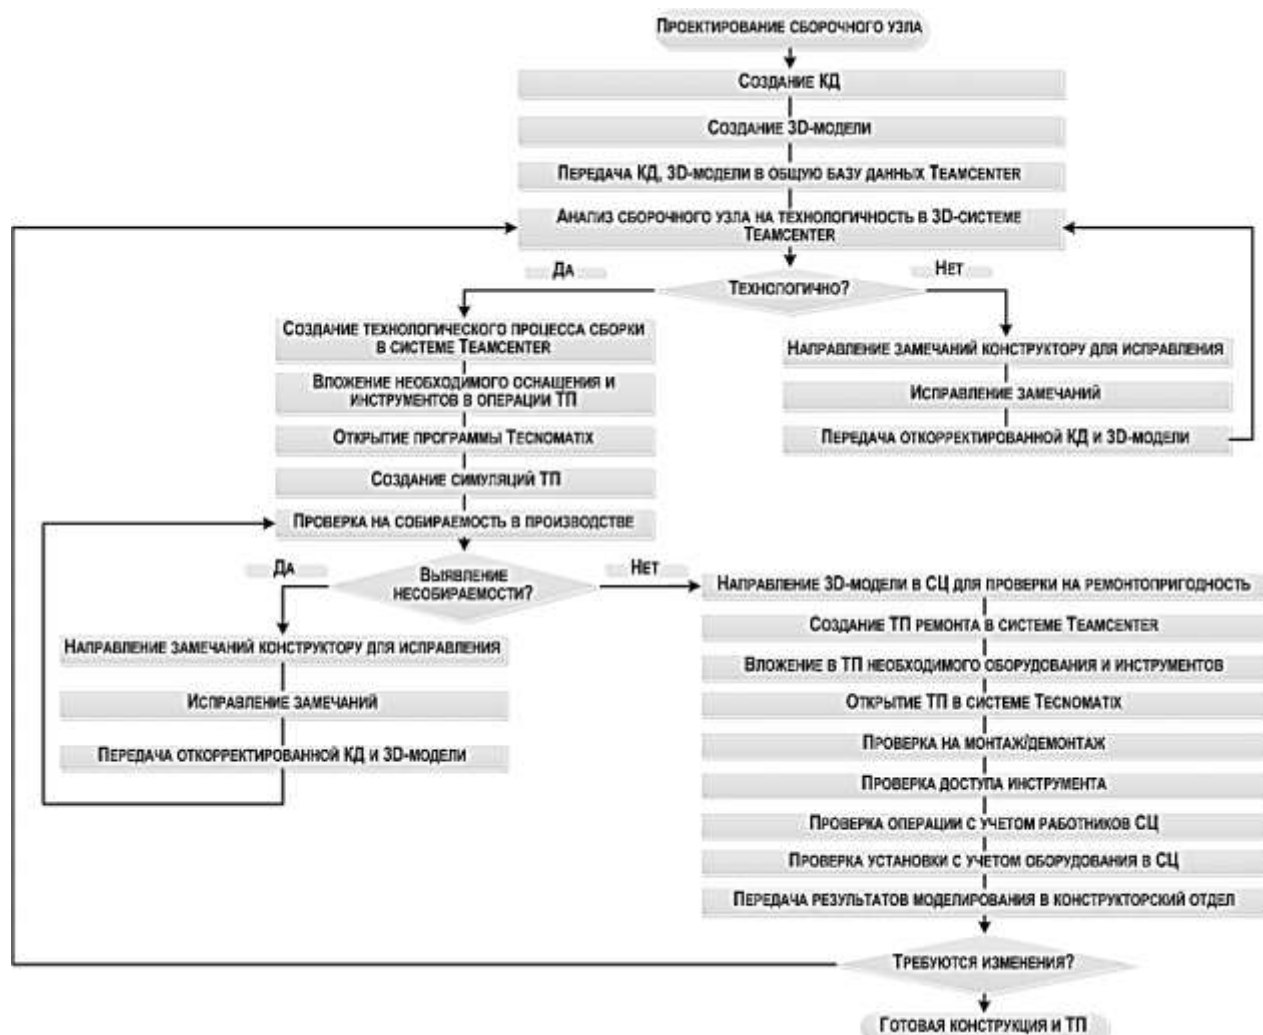 Проектирование сборочного узла
Создание КД
Создание 3D-модели
Передача КД, 3D-модели в общую базу данных Teamcenter
Анализ сборочного узла на технологичность в 3D-системе
Teamcenter
Да
Нет
Технологично?
Создание технологического процесса сборки
в системе Teamcenter
Вложение необходимого оснащения и
инструментов в операции ТП
Открытие программы Tecnomatix
Создание симуляций ТП
Проверка на собираемость в производстве
Направление замечаний конструктору для исправления
Исправление замечаний
Передача откорректированной КД и 3D-модели
Да
Выявление
несобираемости?
Нет
Направление замечаний конструктору для исправления
Исправление замечаний
Передача откорректированной КД и 3D-модели
Направление 3D-модели в СЦ для проверки на ремонтопригодность
Создание ТП ремонта в системе Teamcenter
Вложение в ТП необходимого оборудования и инструментов
Открытие ТП в системе Tecnomatix
Проверка на монтаж/демонтаж
Проверка доступа инструмента
Проверка операции с учетом работников СЦ
Проверка установки с учетом оборудования в СЦ
Передача результатов моделирования в конструкторский отдел
Требуются изменения?
Готовая конструкция и ТП